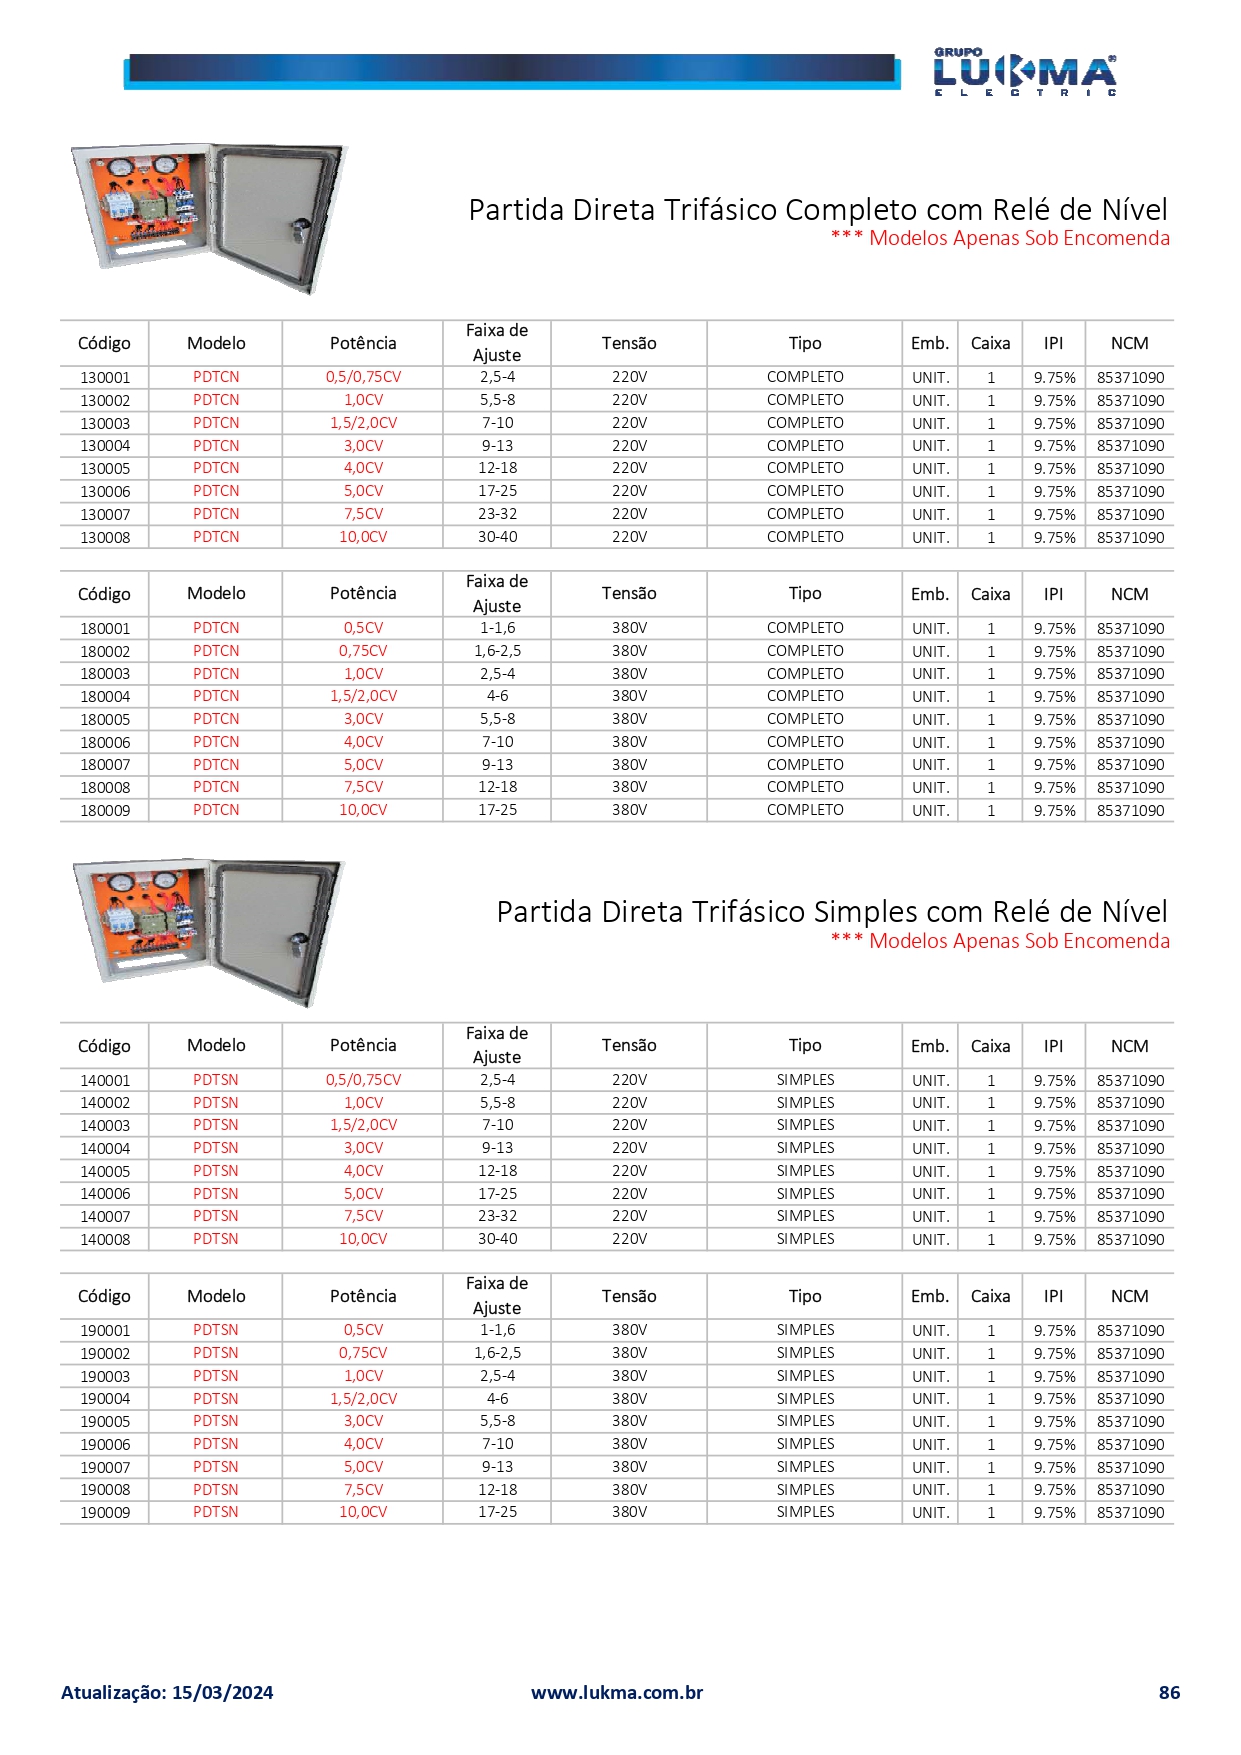 GRUPO
LUKMA®
ELECTRIC
Partida Direta Trifásico Completo com Relé de Nível
*** Modelos Apenas Sob Encomenda
Código Modelo Potência Faixa de Ajuste Tensão Tipo Emb. Caixa IPI NCM
130001 PDTCN 0,5/0,75CV 2,5-4 220V COMPLETO UNIT. 1 9.75% 85371090
130002 PDTCN 1,0CV 5,5-8 220V COMPLETO UNIT. 1 9.75% 85371090
130003 PDTCN 1,5/2,0CV 7-10 220V COMPLETO UNIT. 1 9.75% 85371090
130004 PDTCN 3,0CV 9-13 220V COMPLETO UNIT. 1 9.75% 85371090
130005 PDTCN 4,0CV 12-18 220V COMPLETO UNIT. 1 9.75% 85371090
130006 PDTCN 5,0CV 17-25 220V COMPLETO UNIT. 1 9.75% 85371090
130007 PDTCN 7,5CV 23-32 220V COMPLETO UNIT. 1 9.75% 85371090
130008 PDTCN 10,0CV 30-40 220V COMPLETO UNIT. 1 9.75% 85371090
Código Modelo Potência Faixa de Ajuste Tensão Tipo Emb. Caixa IPI NCM
180001 PDTCN 0,5CV 1-1,6 380V COMPLETO UNIT. 1 9.75% 85371090
180002 PDTCN 0,75CV 1,6-2,5 380V COMPLETO UNIT. 1 9.75% 85371090
180003 PDTCN 1,0CV 2,5-4 380V COMPLETO UNIT. 1 9.75% 85371090
180004 PDTCN 1,5/2,0CV 4-6 380V COMPLETO UNIT. 1 9.75% 85371090
180005 PDTCN 3,0CV 5,5-8 380V COMPLETO UNIT. 1 9.75% 85371090
180006 PDTCN 4,0CV 7-10 380V COMPLETO UNIT. 1 9.75% 85371090
180007 PDTCN 5,0CV 9-13 380V COMPLETO UNIT. 1 9.75% 85371090
180008 PDTCN 7,5CV 12-18 380V COMPLETO UNIT. 1 9.75% 85371090
180009 PDTCN 10,0CV 17-25 380V COMPLETO UNIT. 1 9.75% 85371090
Partida Direta Trifásico Simples com Relé de Nível
*** Modelos Apenas Sob Encomenda
Código Modelo Potência Faixa de Ajuste Tensão Tipo Emb. Caixa IPI NCM
140001 PDTSN 0,5/0,75CV 2,5-4 220V SIMPLES UNIT. 1 9.75% 85371090
140002 PDTSN 1,0CV 5,5-8 220V SIMPLES UNIT. 1 9.75% 85371090
140003 PDTSN 1,5/2,0CV 7-10 220V SIMPLES UNIT. 1 9.75% 85371090
140004 PDTSN 3,0CV 9-13 220V SIMPLES UNIT. 1 9.75% 85371090
140005 PDTSN 4,0CV 12-18 220V SIMPLES UNIT. 1 9.75% 85371090
140006 PDTSN 5,0CV 17-25 220V SIMPLES UNIT. 1 9.75% 85371090
140007 PDTSN 7,5CV 23-32 220V SIMPLES UNIT. 1 9.75% 85371090
140008 PDTSN 10,0CV 30-40 220V SIMPLES UNIT. 1 9.75% 85371090
Código Modelo Potência Faixa de Ajuste Tensão Tipo Emb. Caixa IPI NCM
190001 PDTSN 0,5CV 1-1,6 380V SIMPLES UNIT. 1 9.75% 85371090
190002 PDTSN 0,75CV 1,6-2,5 380V SIMPLES UNIT. 1 9.75% 85371090
190003 PDTSN 1,0CV 2,5-4 380V SIMPLES UNIT. 1 9.75% 85371090
190004 PDTSN 1,5/2,0CV 4-6 380V SIMPLES UNIT. 1 9.75% 85371090
190005 PDTSN 3,0CV 5,5-8 380V SIMPLES UNIT. 1 9.75% 85371090
190006 PDTSN 4,0CV 7-10 380V SIMPLES UNIT. 1 9.75% 85371090
190007 PDTSN 5,0CV 9-13 380V SIMPLES UNIT. 1 9.75% 85371090
190008 PDTSN 7,5CV 12-18 380V SIMPLES UNIT. 1 9.75% 85371090
190009 PDTSN 10,0CV 17-25 380V SIMPLES UNIT. 1 9.75% 85371090
Atualização: 15/03/2024 www.lukma.com.br 86